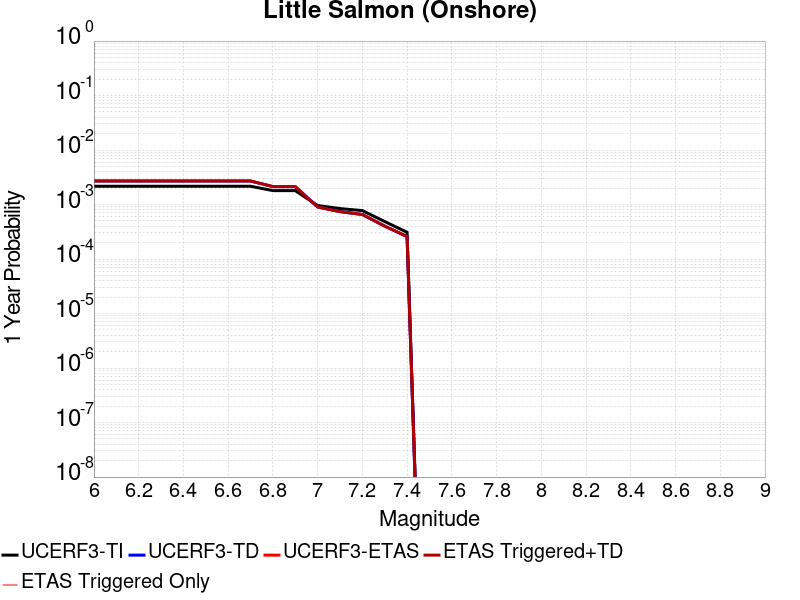 Little Salmon (Onshore)
10^0
10^-1
10^-2
10^-3
10^-4
10^-5
10^-6
10^-7
10^-8
1 Year Probability
6 6.2 6.4 6.6 6.8 7 7.2 7.4 7.6 7.8 8 8.2 8.4 8.6 8.8 9
Magnitude
UCERF3-TI UCERF3-TD UCERF3-ETAS ETAS Triggered+TD
ETAS Triggered Only